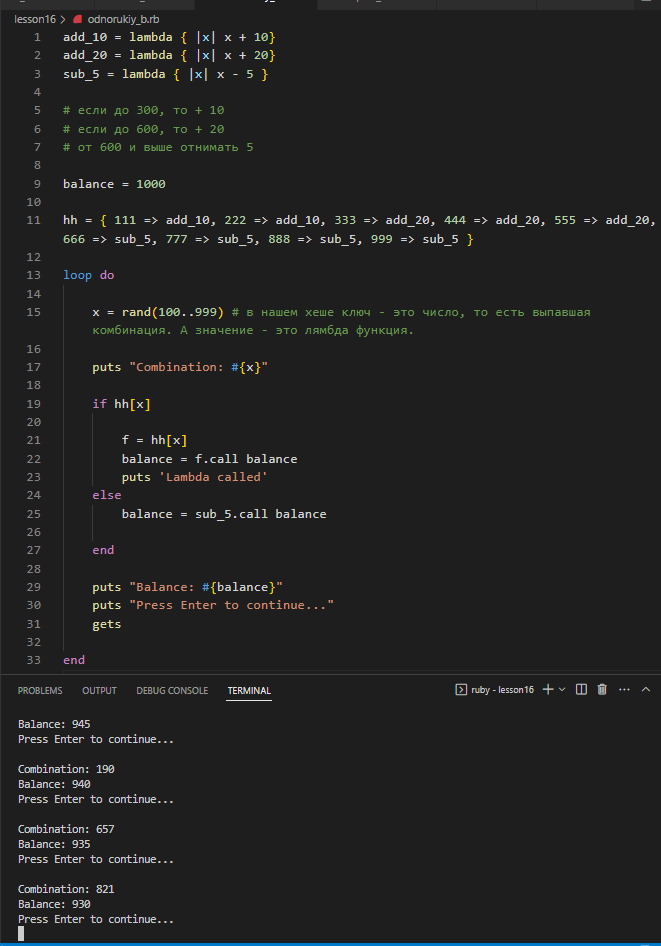 lesson16 > odnorukiy_b.rb
1 add_10 = lambda { |x| x + 10}
2 add_20 = lambda { |x| x + 20}
3 sub_5 = lambda { |x| x - 5 }
4
5 # если до 300, то + 10
6 # если до 600, то + 20
7 # от 600 и выше отнимать 5
8
9 balance = 1000
10
11 hh = { 111 => add_10, 222 => add_10, 333 => add_20, 444 => add_20, 555 => add_20,
666 => sub_5, 777 => sub_5, 888 => sub_5, 999 => sub_5 }
12
13 loop do
14
15 x = rand(100..999) # в нашем хеше ключ - это число, то есть выпавшая
комбинация. А значение - это лямбда функция.
16
17 puts "Combination: #{x}"
18
19 if hh[x]
20
21 f = hh[x]
22 balance = f.call balance
23 puts 'Lambda called'
24 else
25 balance = sub_5.call balance
26
27 end
28
29 puts "Balance: #{balance}"
30 puts "Press Enter to continue..."
31 gets
32
33 end
PROBLEMS OUTPUT DEBUG CONSOLE TERMINAL ruby - lesson16
Balance: 945
Press Enter to continue...
Combination: 190
Balance: 940
Press Enter to continue...
Combination: 657
Balance: 935
Press Enter to continue...
Combination: 821
Balance: 930
Press Enter to continue...